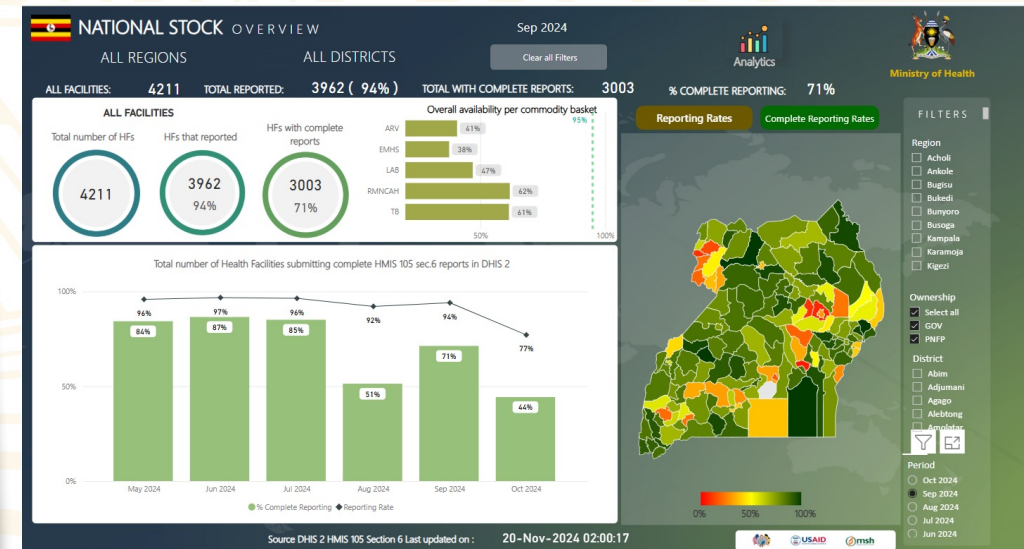 NATIONAL STOCK OVERVIEW
Sep 2024
ALL REGIONS
ALL DISTRICTS
Clear all Filters
Analytics
Ministry of Health
ALL FACILITIES: 4211 TOTAL REPORTED: 3962 ( 94%) TOTAL WITH COMPLETE REPORTS: 3003 % COMPLETE REPORTING: 71%
ALL FACILITIES
Total number of HFs
4211
HFs that reported
3962
94%
HFs with complete
reports
3003
71%
Overall availability per commodity basket
95%
ARV 41%
EMHS 38%
LAB 47%
RMNCAH 62%
TB 61%
50% 100%
Reporting Rates
Complete Reporting Rates
Total number of Health Facilities submitting complete HMIS 105 sec.6 reports in DHIS 2
100%
50%
0%
96% 97% 96% 92% 94% 77%
84% 87% 85% 51% 71% 44%
May 2024 Jun 2024 Jul 2024 Aug 2024 Sep 2024 Oct 2024
% Complete Reporting Reporting Rate
0% 50% 100%
FILTERS
Region
Acholi
Ankole
Bugisu
Bukedi
Bunyoro
Busoga
Kampala
Karamoja
Kigezi
Ownership
Select all
GOV
PNFP
District
Abim
Adjumani
Agago
Alebtong
Amolatar
Period
Oct 2024
Sep 2024
Aug 2024
Jul 2024
Jun 2024
Source DHIS 2 HMIS 105 Section 6 Last updated on : 20-Nov-2024 02:00:17
USAID
msh